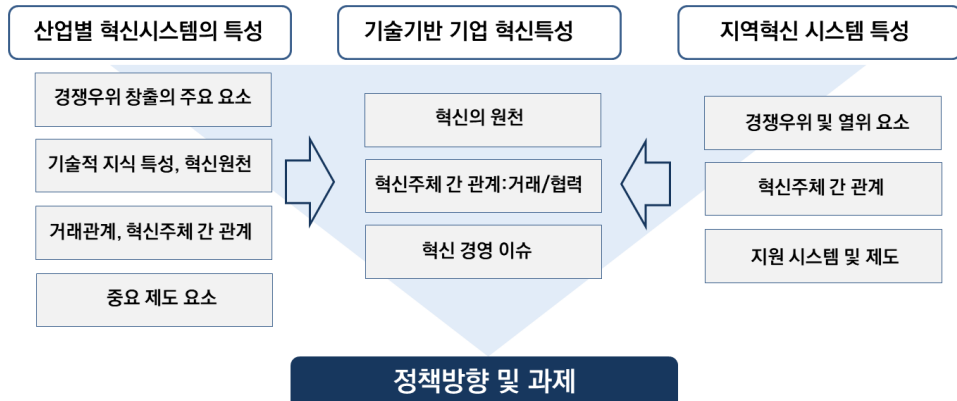 산업별 혁신시스템의 특성
경쟁우위 창출의 주요 요소
기술적 지식 특성, 혁신원천
거래관계, 혁신주체 간 관계
중요 제도 요소
기술기반 기업 혁신특성
혁신의 원천
혁신주체 간 관계:거래/협력
혁신 경영 이슈
지역혁신 시스템 특성
경쟁우위 및 열위 요소
혁신주체 간 관계
지원 시스템 및 제도
정책방향 및 과제